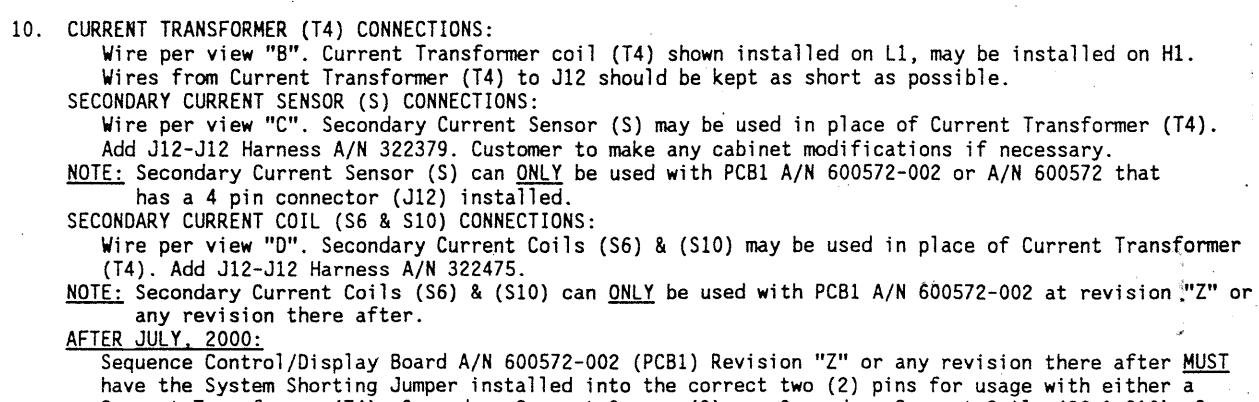 10. CURRENT TRANSFORMER (T4) CONNECTIONS:
Wire per view "B". Current Transformer coil (T4) shown installed on L1, may be installed on H1.
Wires from Current Transformer (T4) to J12 should be kept as short as possible.
SECONDARY CURRENT SENSOR (S) CONNECTIONS:
Wire per view "C". Secondary Current Sensor (S) may be used in place of Current Transformer (T4).
Add J12-J12 Harness A/N 322379. Customer to make any cabinet modifications if necessary.
NOTE: Secondary Current Sensor (S) can ONLY be used with PCB1 A/N 600572-002 or A/N 600572 that
has a 4 pin connector (J12) installed.
SECONDARY CURRENT COIL (S6 & S10) CONNECTIONS:
Wire per view "D". Secondary Current Coils (S6) & (S10) may be used in place of Current Transformer
(T4). Add J12-J12 Harness A/N 322475.
NOTE: Secondary Current Coils (S6) & (S10) can ONLY be used with PCB1 A/N 600572-002 at revision "Z" or
any revision there after.
AFTER JULY, 2000:
Sequence Control/Display Board A/N 600572-002 (PCB1) Revision "Z" or any revision there after MUST
have the System Shorting Jumper installed into the correct two (2) pins for usage with either a